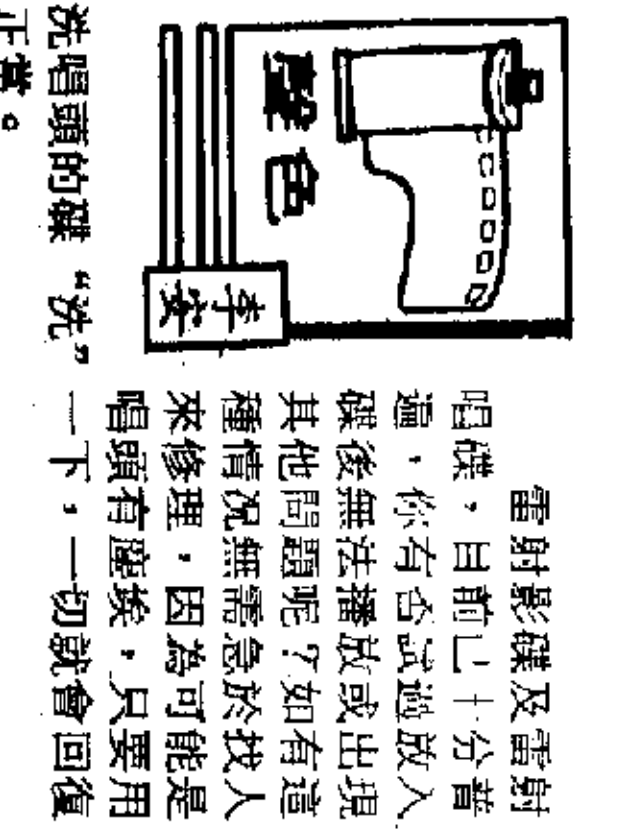 聲色
李安
雷射影碟及雷射
唱碟，目前已十分普
遍，你有否試過放入
碟後無法播放或出現
其他問題呢？如有這
種情況無需急於找人
來修理，因為可能是
唱頭有塵埃，只要用
洗唱頭的碟“洗”一下，一切就會回復
正常。